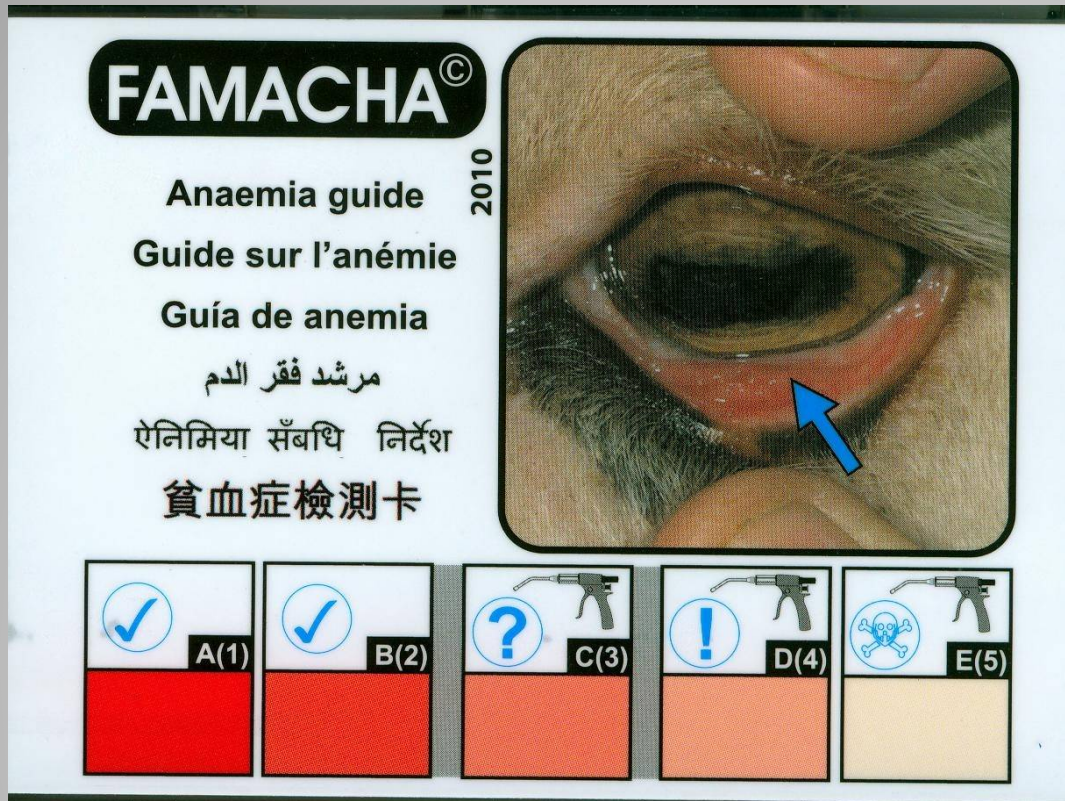 FAMACHA©
2010
Anaemia guide
Guide sur l'anémie
Guía de anemia
مرشد فقر الدم
ऐनिमिया सँबधि निर्देश
貧血症檢測卡
? !
A(1) B(2) C(3) D(4) E(5)